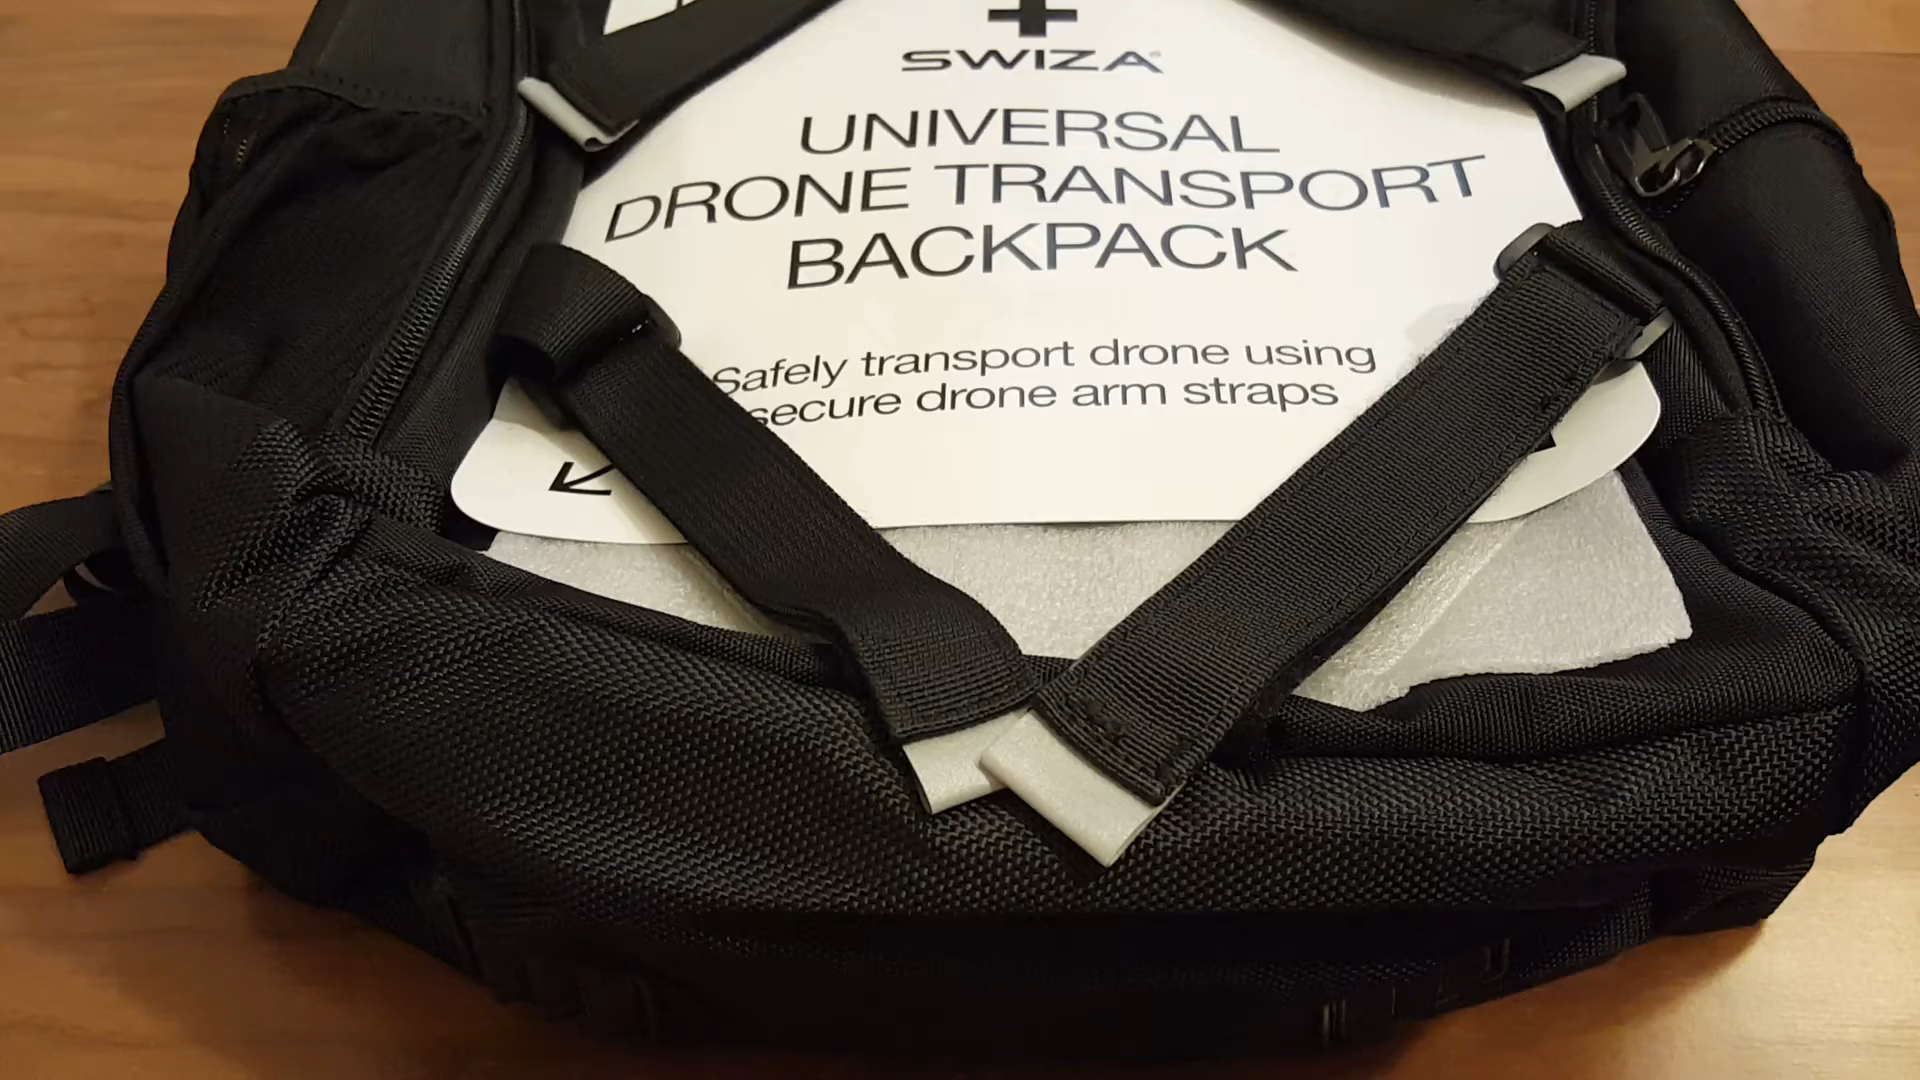 SWIZA
UNIVERSAL
DRONE TRANSPORT
BACKPACK
Safely transport drone using
secure drone arm straps